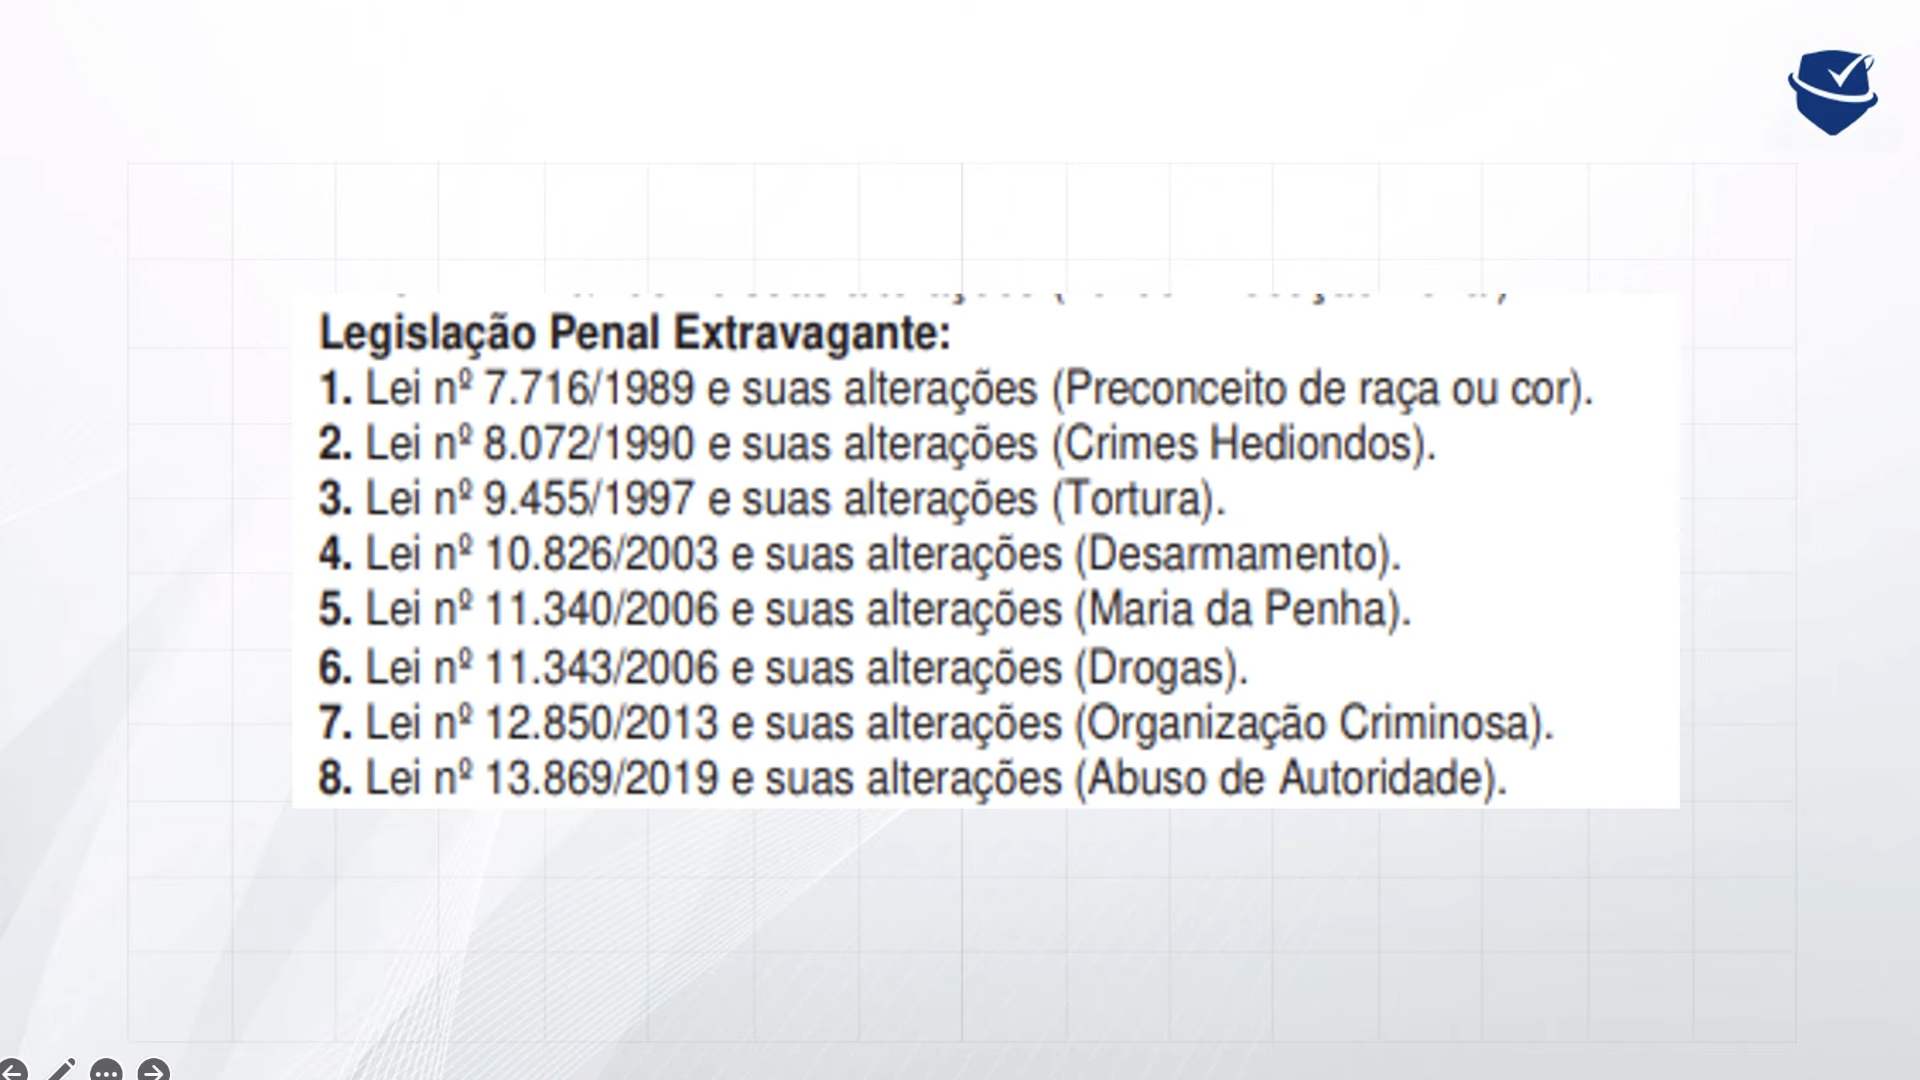 Legislação Penal Extravagante:
1. Lei nº 7.716/1989 e suas alterações (Preconceito de raça ou cor).
2. Lei nº 8.072/1990 e suas alterações (Crimes Hediondos).
3. Lei nº 9.455/1997 e suas alterações (Tortura).
4. Lei nº 10.826/2003 e suas alterações (Desarmamento).
5. Lei nº 11.340/2006 e suas alterações (Maria da Penha).
6. Lei nº 11.343/2006 e suas alterações (Drogas).
7. Lei nº 12.850/2013 e suas alterações (Organização Criminosa).
8. Lei nº 13.869/2019 e suas alterações (Abuso de Autoridade).